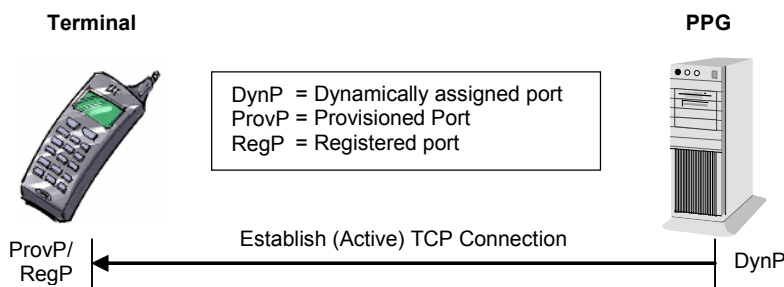 Terminal
PPG
DynP = Dynamically assigned port
ProvP = Provisioned Port
RegP = Registered port
Establish (Active) TCP Connection
ProvP/
RegP
DynP